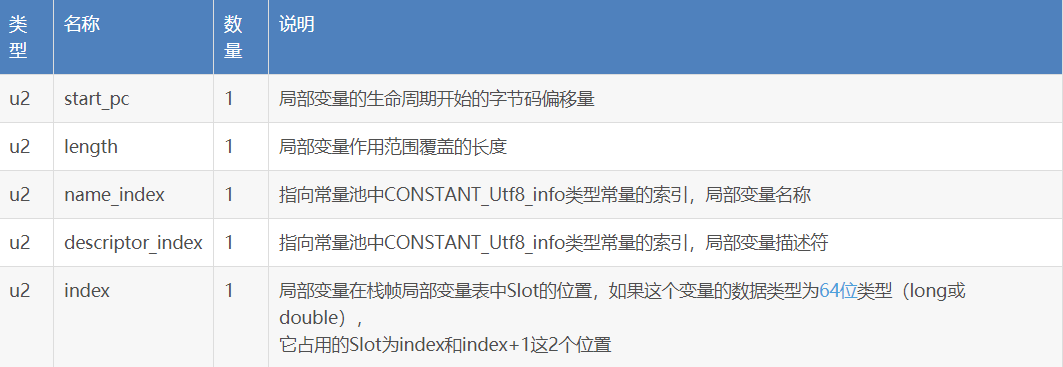 类型 名称 数量 说明
u2 start_pc 1 局部变量的生命周期开始的字节码偏移量
u2 length 1 局部变量作用范围覆盖的长度
u2 name_index 1 指向常量池中CONSTANT_Utf8_info类型常量的索引，局部变量名称
u2 descriptor_index 1 指向常量池中CONSTANT_Utf8_info类型常量的索引，局部变量描述符
u2 index 1 局部变量在栈帧局部变量表中Slot的位置，如果这个变量的数据类型为64位类型（long或
double），
它占用的Slot为index和index+1这2个位置